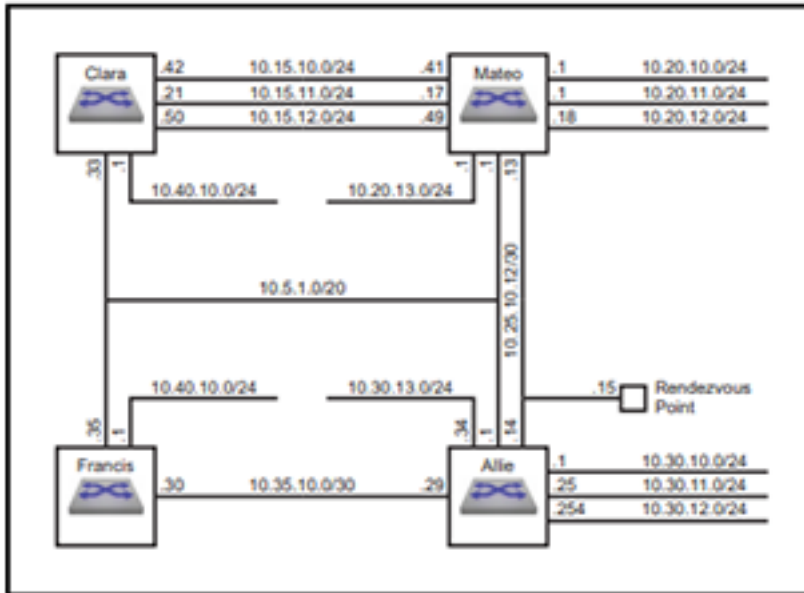 Clara
.42 10.15.10.0/24 .41
Mateo
.1 10.20.10.0/24
.21 10.15.11.0/24 .17
.1 10.20.11.0/24
.50 10.15.12.0/24 .49
.18 10.20.12.0/24
.33 .1
.1 .1 .13
10.40.10.0/24 10.20.13.0/24
10.25.10.12/30
10.5.1.0/20
10.40.10.0/24 10.30.13.0/24
.15 Rendezvous
Point
.35 .1
.34 .1 .14
Francis
Allie
.1 10.30.10.0/24
.30 10.35.10.0/30 .29
.25 10.30.11.0/24
.254 10.30.12.0/24